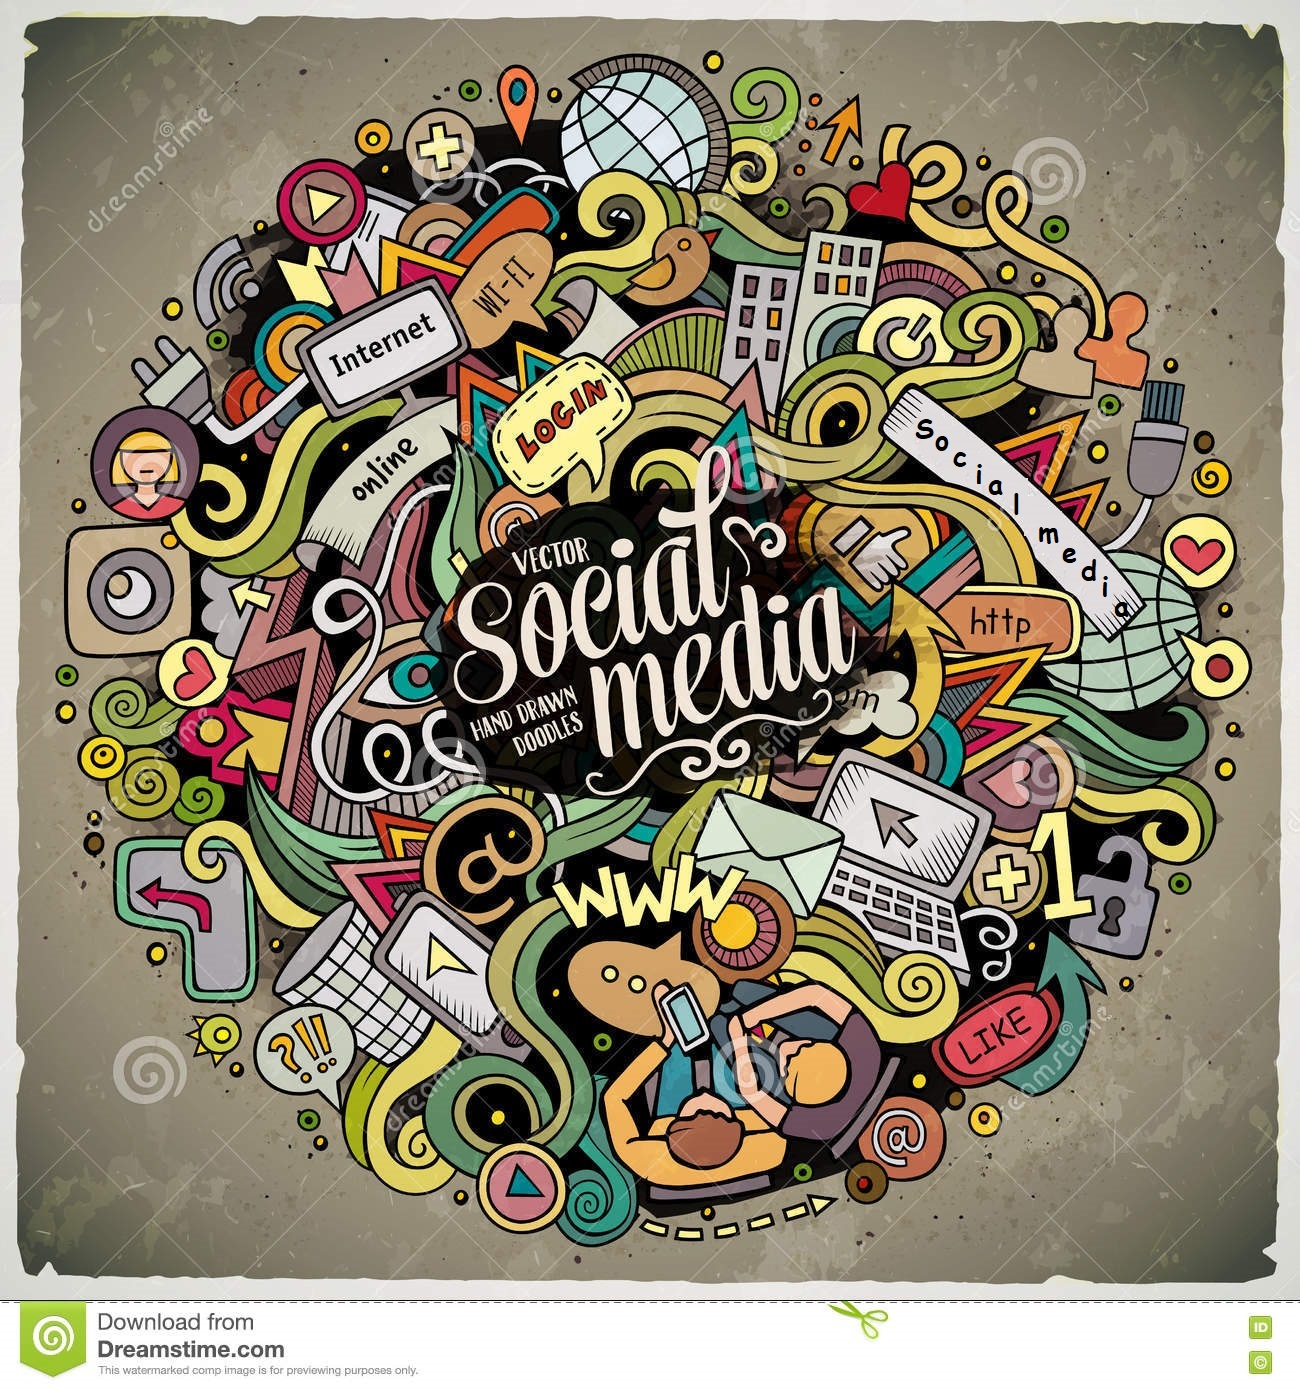 WI-FI
Internet
LOGIN
online
Social media
VECTOR
Social
media
HAND DRAWN
DOODLES
http
@
www
+1
?!!
LIKE
@
dreamstime
Download from
Dreamstime.com
This watermarked comp image is for previewing purposes only.
ID
©